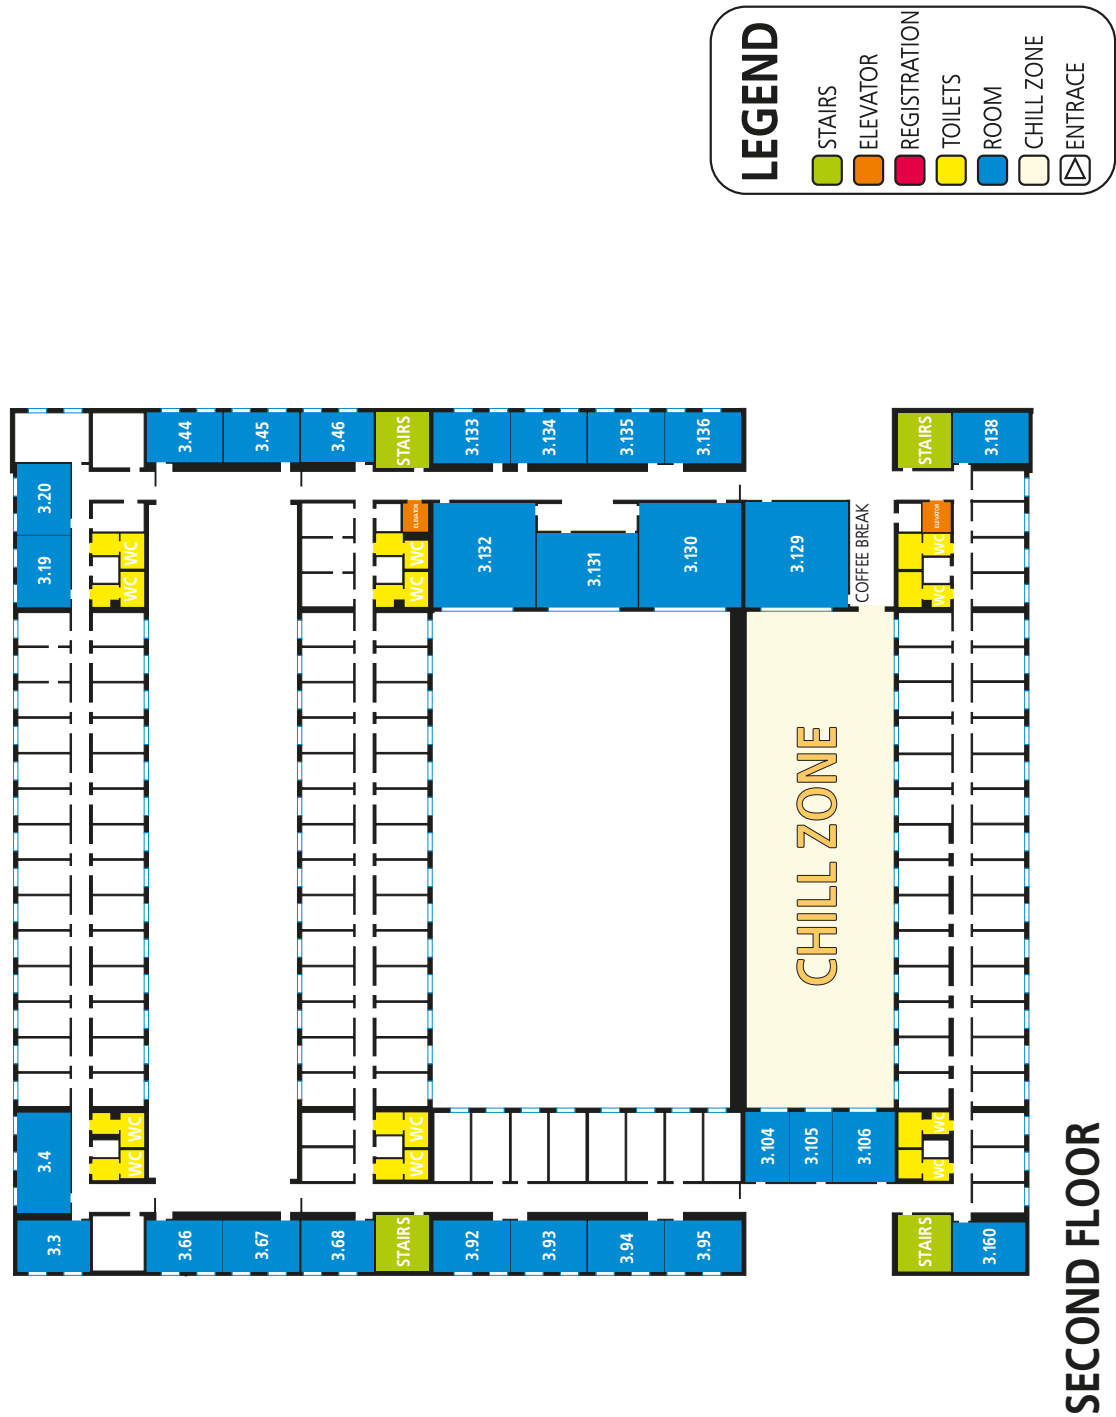 LEGEND
STAIRS
ELEVATOR
REGISTRATION
TOILETS
ROOM
CHILL ZONE
ENTRACE
3.20
3.19
3.4
3.3
3.44
3.45
3.46
STAIRS
3.133
3.134
3.135
3.136
STAIRS
3.138
WC
WC
ELEVATOR
WC
WC
3.132
3.131
3.130
3.129
COFFEE BREAK
ELEVATOR
WC
WC
CHILL ZONE
WC
WC
WC
WC
3.104
3.105
3.106
WC
WC
3.66
3.67
3.68
STAIRS
3.92
3.93
3.94
3.95
STAIRS
3.160
SECOND FLOOR